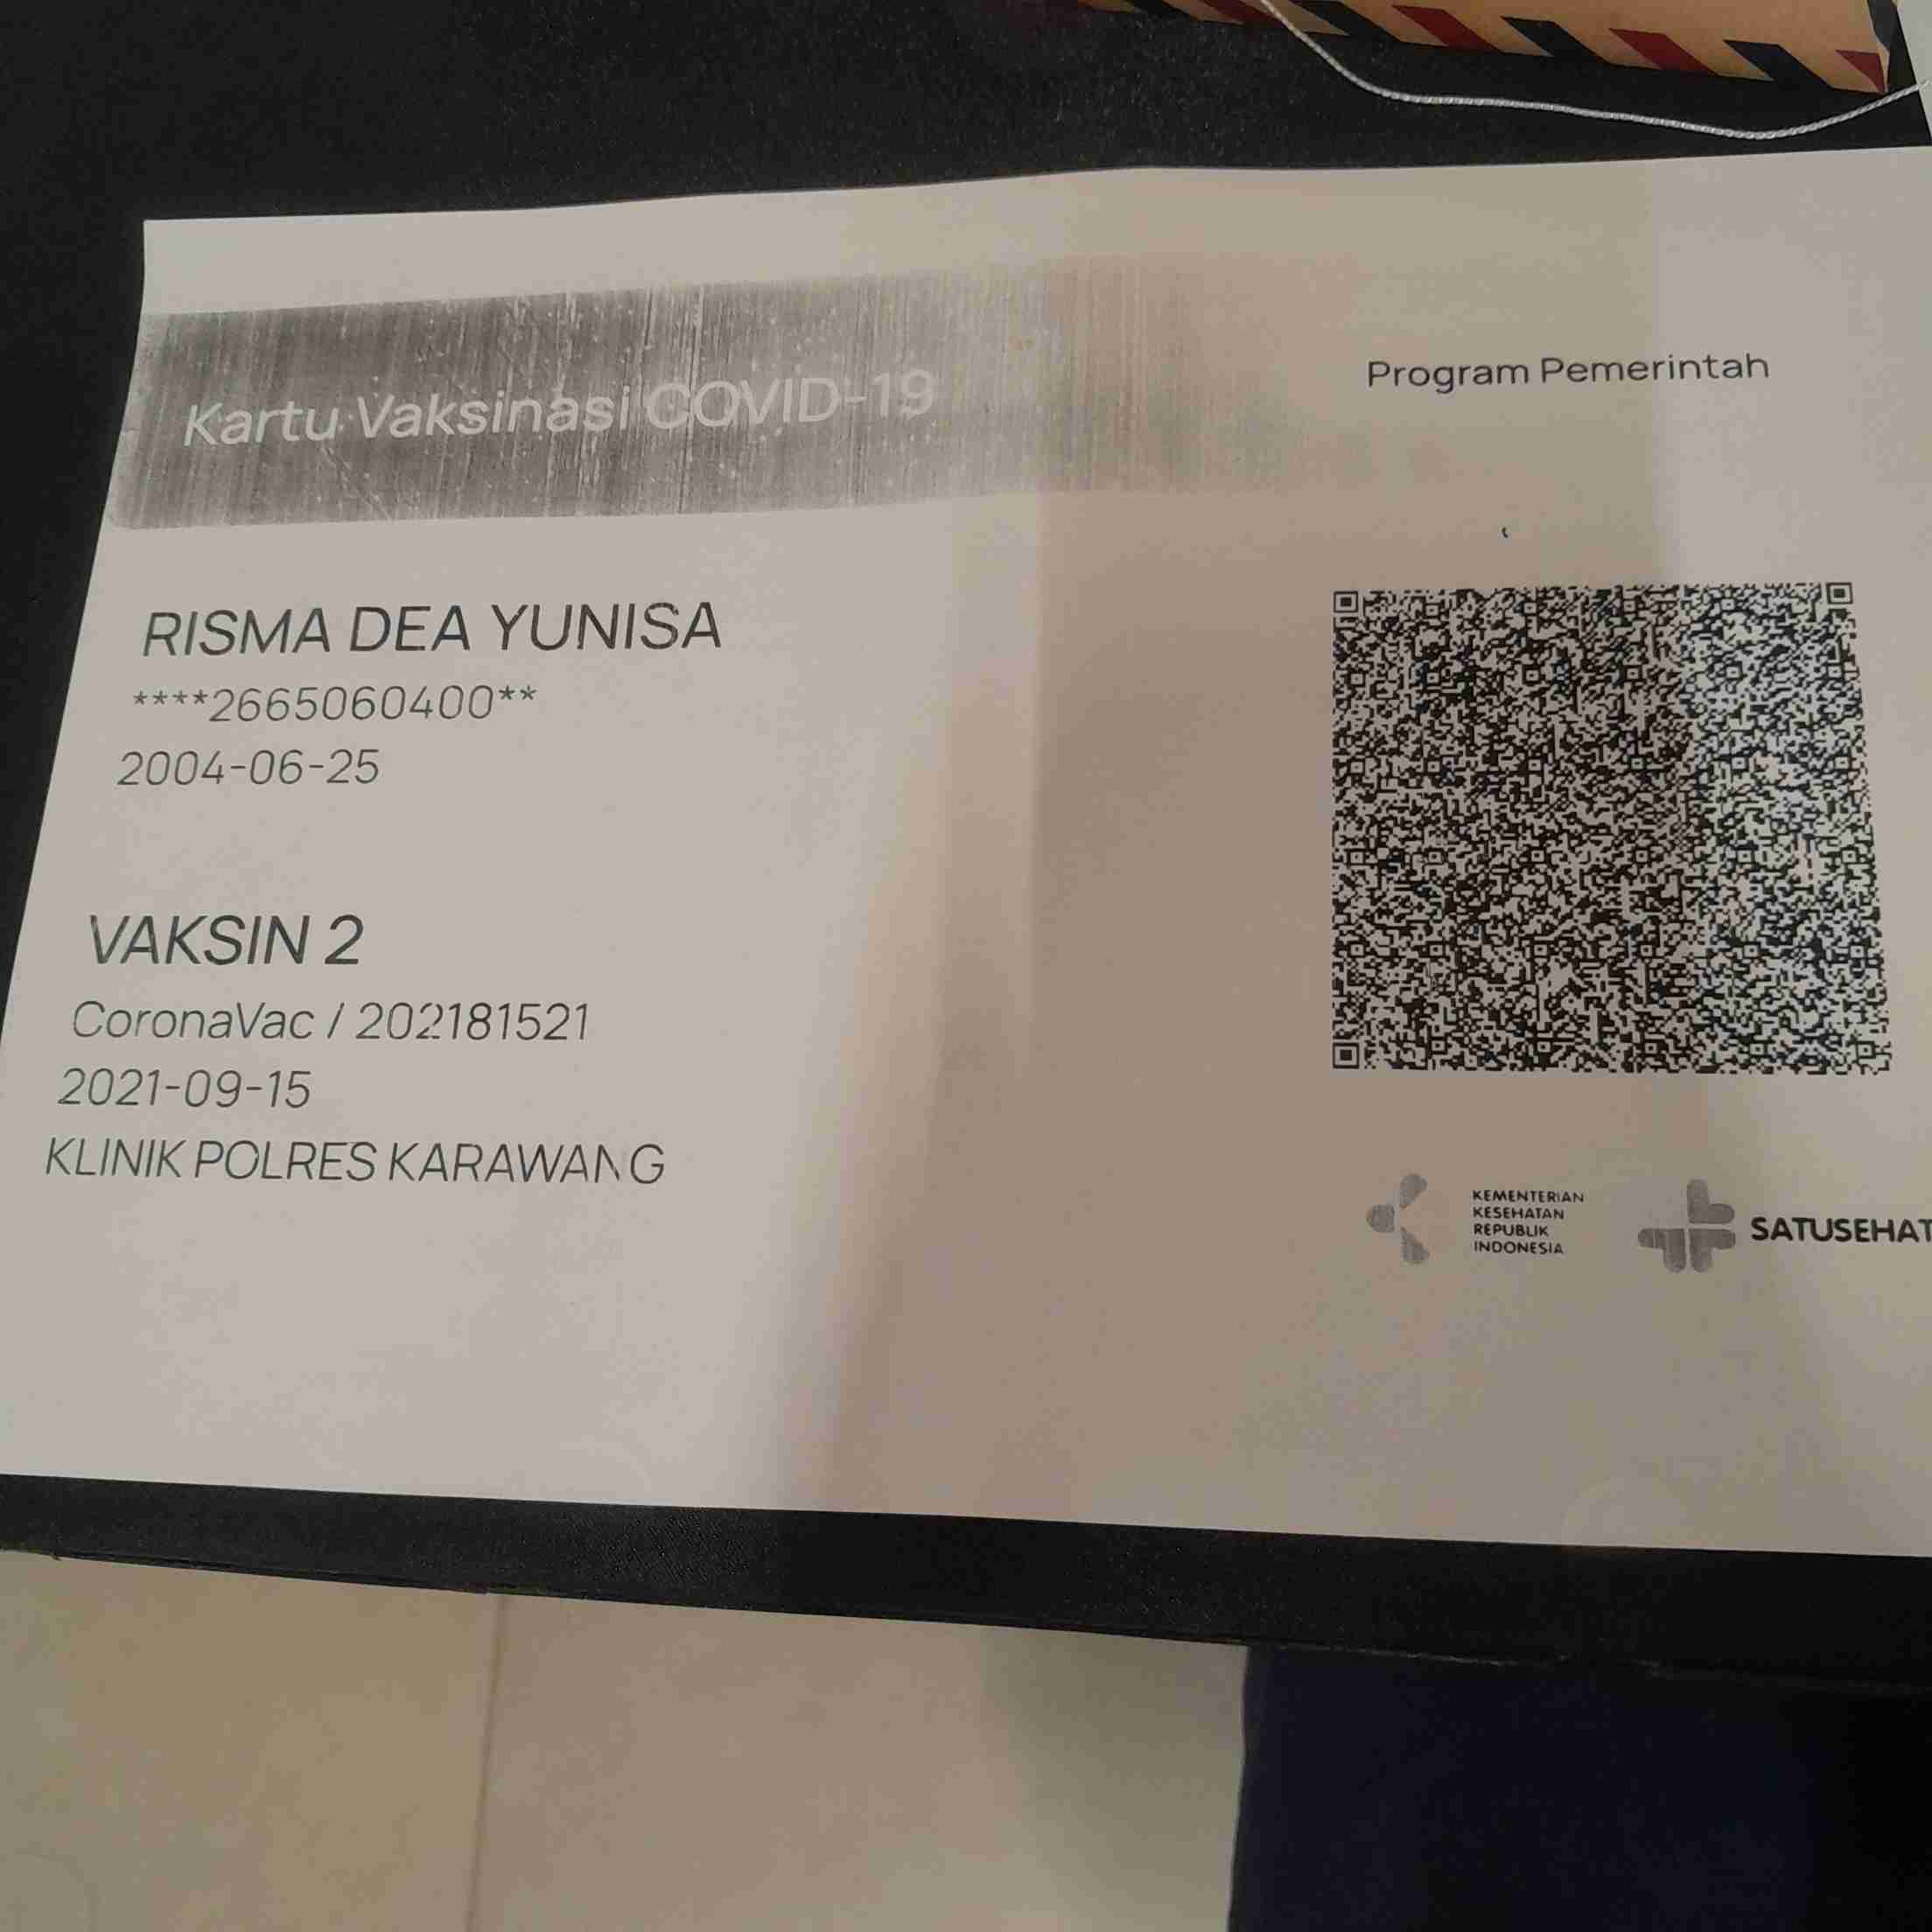 Kartu Vaksinasi COVID-19
Program Pemerintah
RISMA DEA YUNISA
****2665060400**
2004-06-25
VAKSIN 2
CoronaVac / 202181521
2021-09-15
KLINIK POLRES KARAWANG
KEMENTERIAN
KESEHATAN
REPUBLIK
INDONESIA
SATUSEHAT